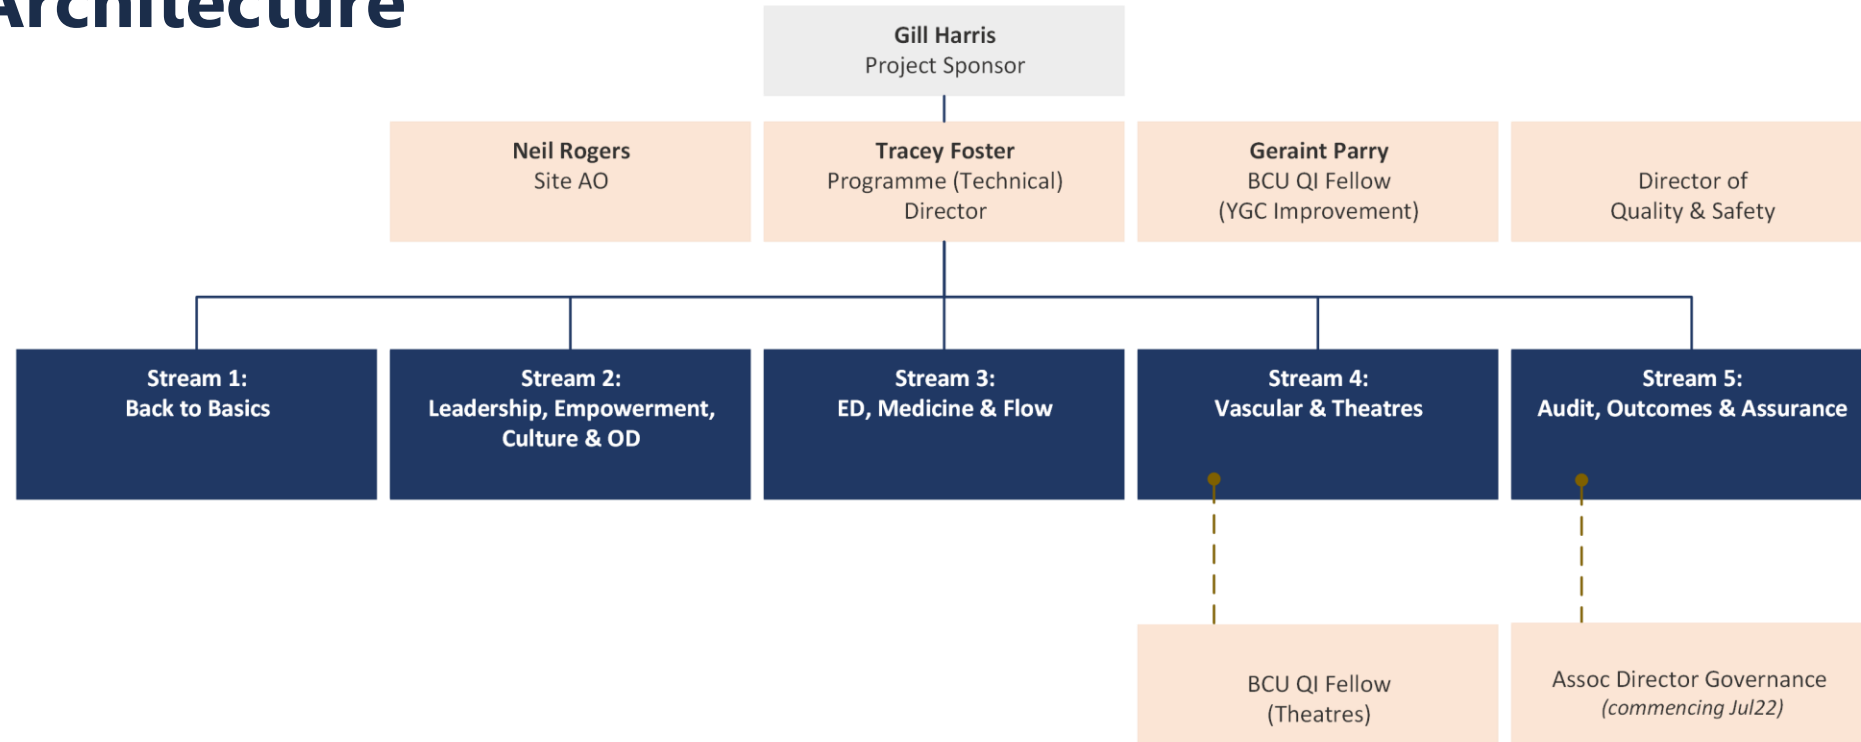 Architecture
Gill Harris
Project Sponsor
Neil Rogers
Site AO
Tracey Foster
Programme (Technical)
Director
Geraint Parry
BCU QI Fellow
(YGC Improvement)
Director of
Quality & Safety
Stream 1:
Back to Basics
Stream 2:
Leadership, Empowerment,
Culture & OD
Stream 3:
ED, Medicine & Flow
Stream 4:
Vascular & Theatres
Stream 5:
Audit, Outcomes & Assurance
BCU QI Fellow
(Theatres)
Assoc Director Governance
(commencing Jul22)